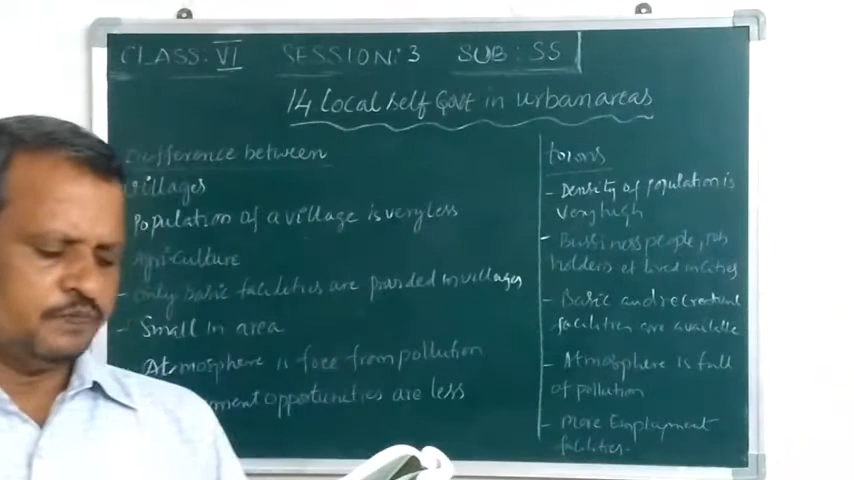 CLASS: VI SESSION: 3 SUB: SS
14 Local self Govt in urban areas
Difference between
villages
Population of a village is very less
Agriculture
- only basic facilities are provided in villages
- Small in area
- Atmosphere is free from pollution
ment opportunities are less
towns
- Density of population is
very high
- Bussiness people, job
holders et lived in cities
- Basic and recreational
facilities are available
- Atmosphere is full
of pollution
- More Employment
facilities.